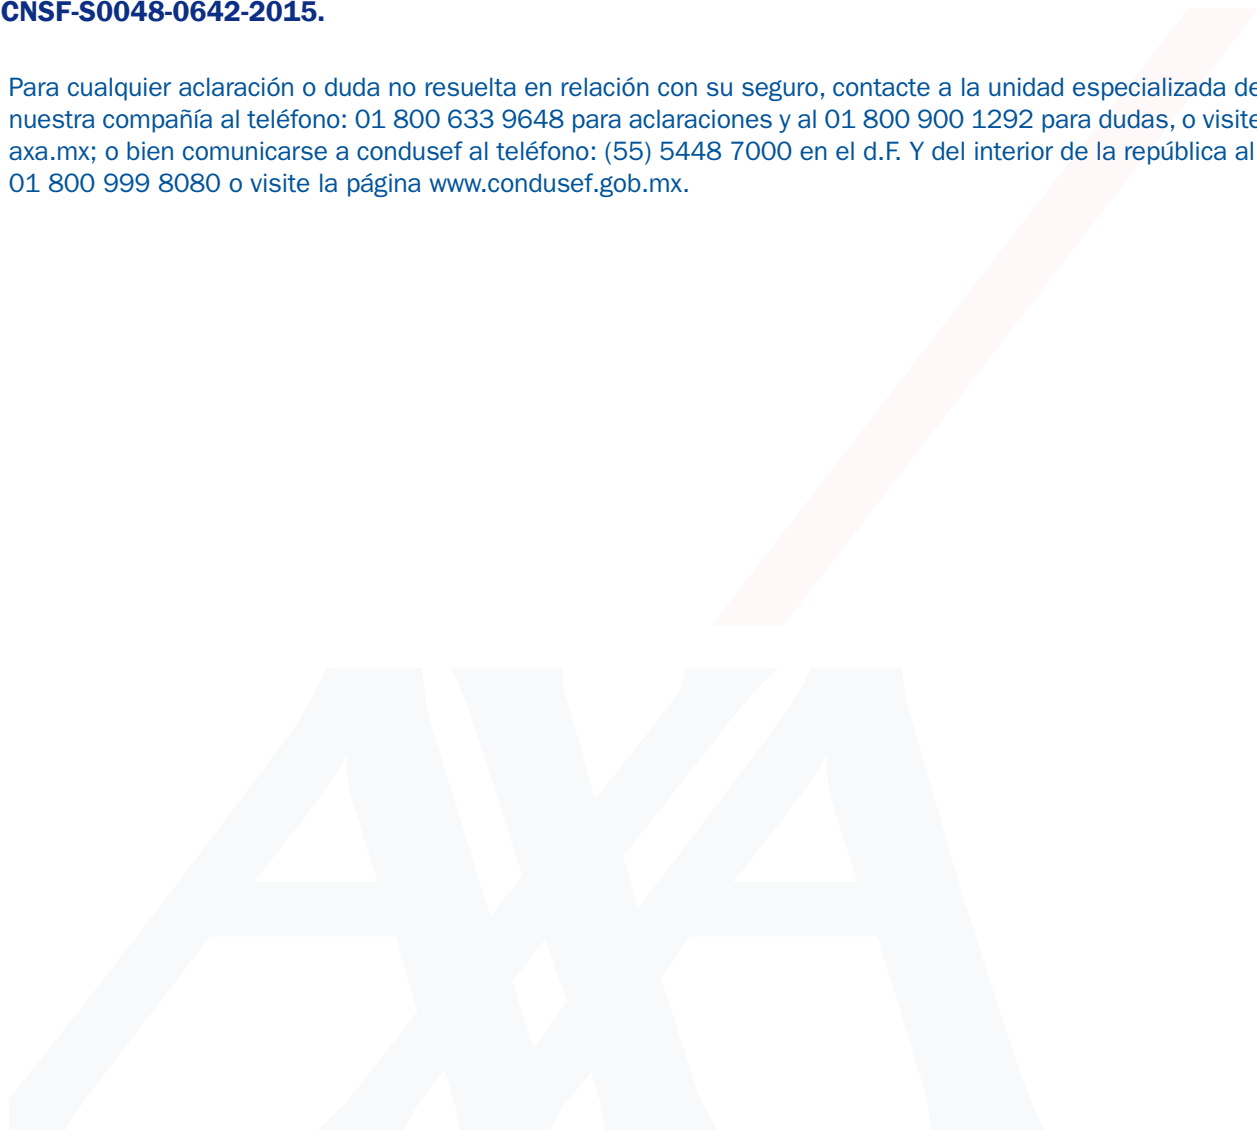 CNSF-S0048-0642-2015.
Para cualquier aclaración o duda no resuelta en relación con su seguro, contacte a la unidad especializada de
nuestra compañía al teléfono: 01 800 633 9648 para aclaraciones y al 01 800 900 1292 para dudas, o visite
axa.mx; o bien comunicarse a condusef al teléfono: (55) 5448 7000 en el d.F. Y del interior de la república al
01 800 999 8080 o visite la página www.condusef.gob.mx.
AXA